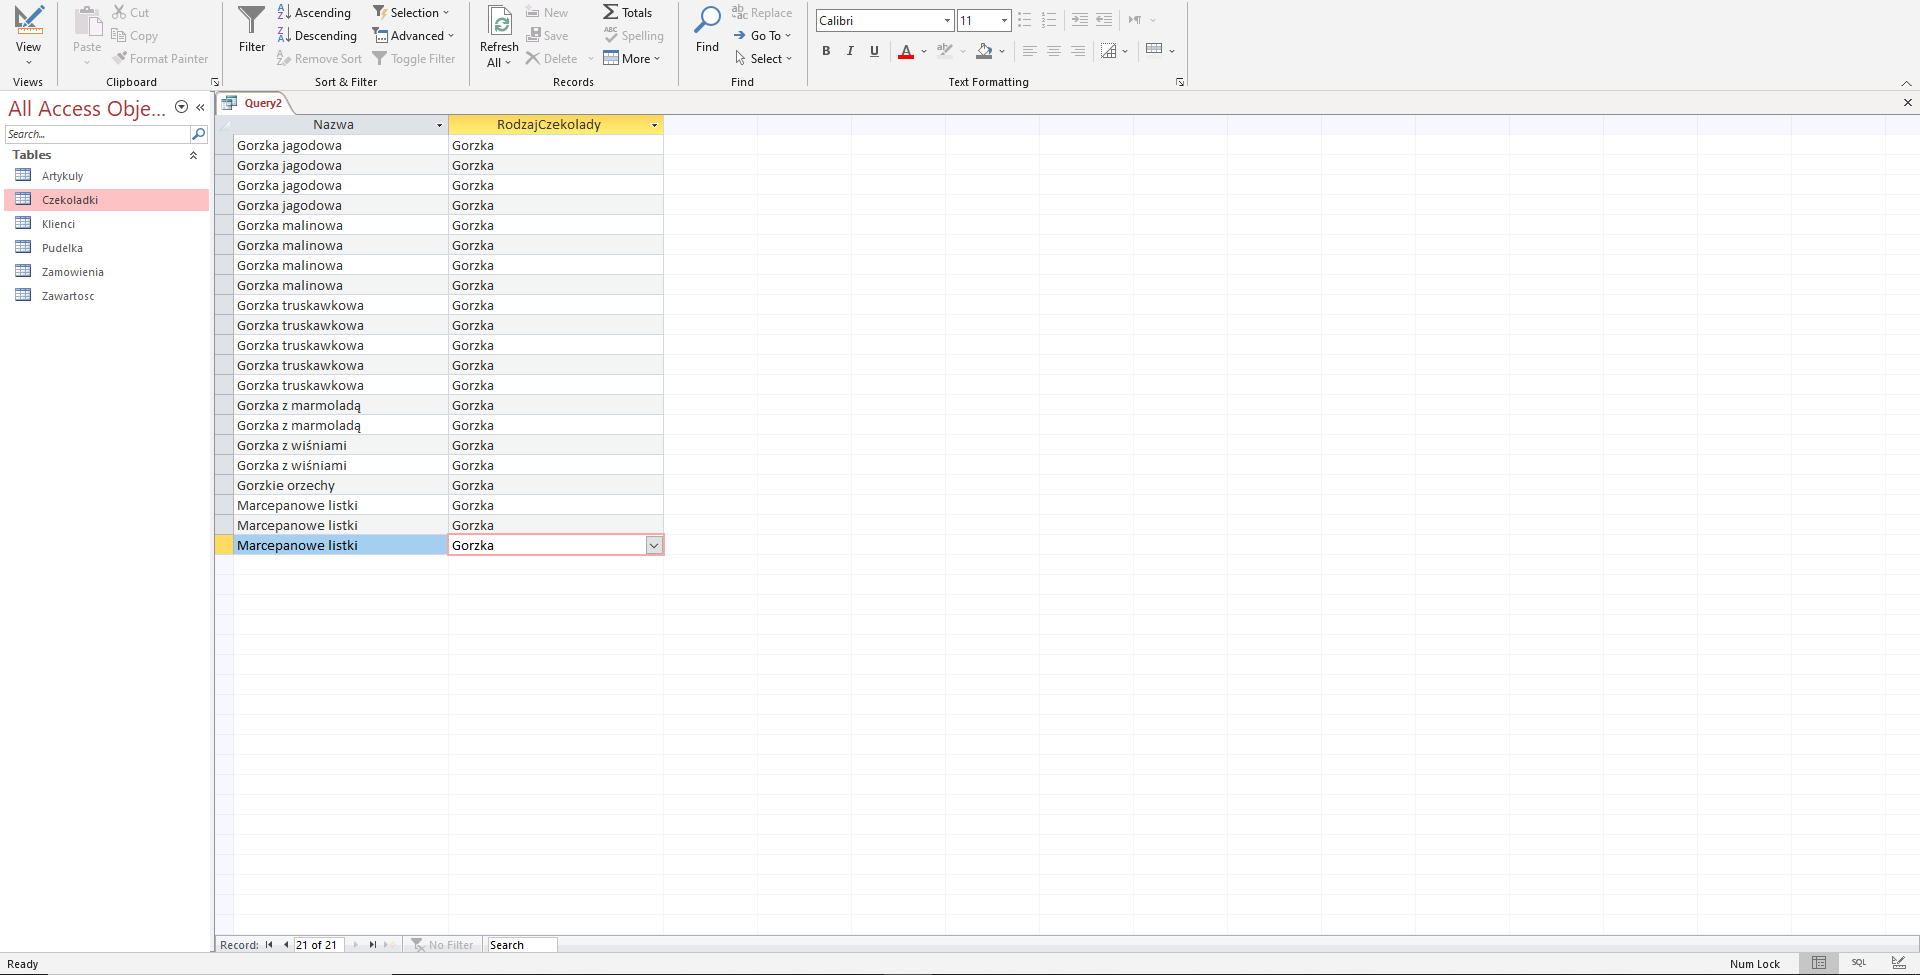 View
Views
Paste
Cut
Copy
Format Painter
Clipboard
Filter
Ascending
Descending
Remove Sort
Selection
Advanced
Toggle Filter
Sort & Filter
Refresh
All
New
Save
Delete
Totals
Spelling
More
Records
Find
Replace
Go To
Select
Find
Calibri
11
B I U A
Text Formatting
All Access Obje...
Search...
Tables
Artykuly
Czekoladki
Klienci
Pudelka
Zamowienia
Zawartosc
Query2
Nazwa RodzajCzekolady
Gorzka jagodowa Gorzka
Gorzka jagodowa Gorzka
Gorzka jagodowa Gorzka
Gorzka jagodowa Gorzka
Gorzka malinowa Gorzka
Gorzka malinowa Gorzka
Gorzka malinowa Gorzka
Gorzka malinowa Gorzka
Gorzka truskawkowa Gorzka
Gorzka truskawkowa Gorzka
Gorzka truskawkowa Gorzka
Gorzka truskawkowa Gorzka
Gorzka truskawkowa Gorzka
Gorzka z marmoladą Gorzka
Gorzka z marmoladą Gorzka
Gorzka z wiśniami Gorzka
Gorzka z wiśniami Gorzka
Gorzkie orzechy Gorzka
Marcepanowe listki Gorzka
Marcepanowe listki Gorzka
Marcepanowe listki Gorzka
Record: 21 of 21 No Filter Search
Ready Num Lock SQL